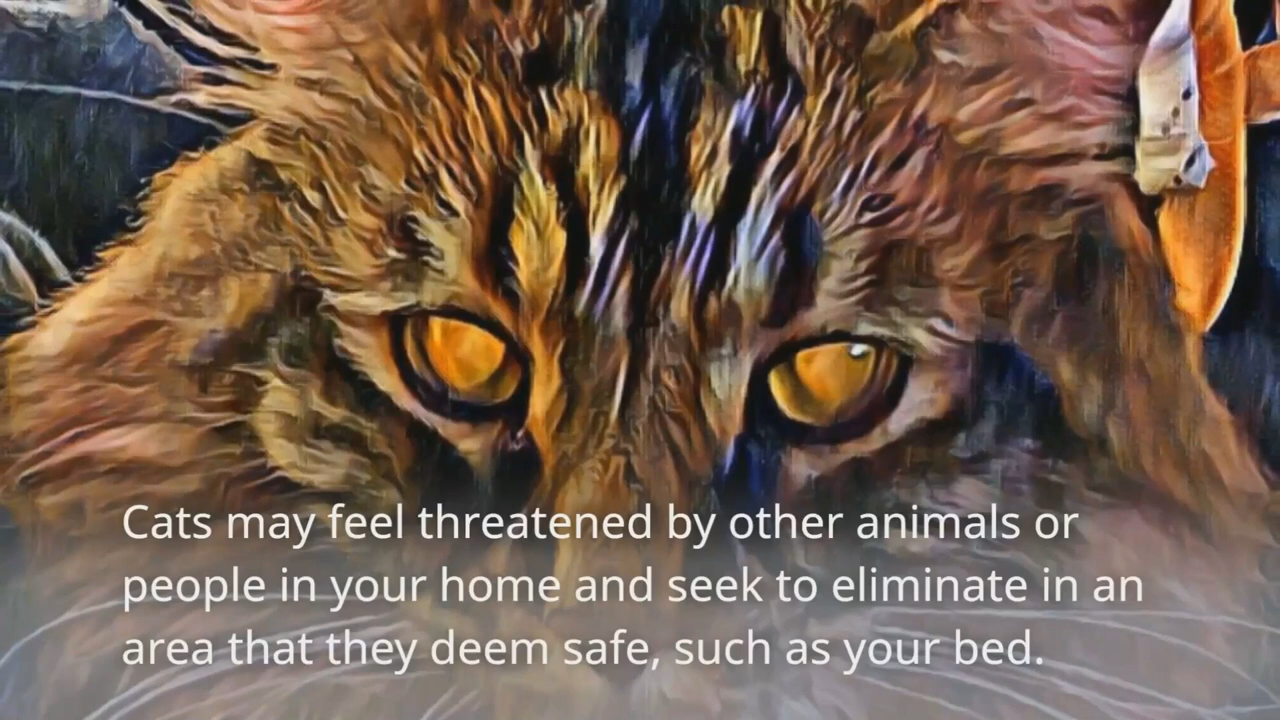 Cats may feel threatened by other animals or
people in your home and seek to eliminate in an
area that they deem safe, such as your bed.